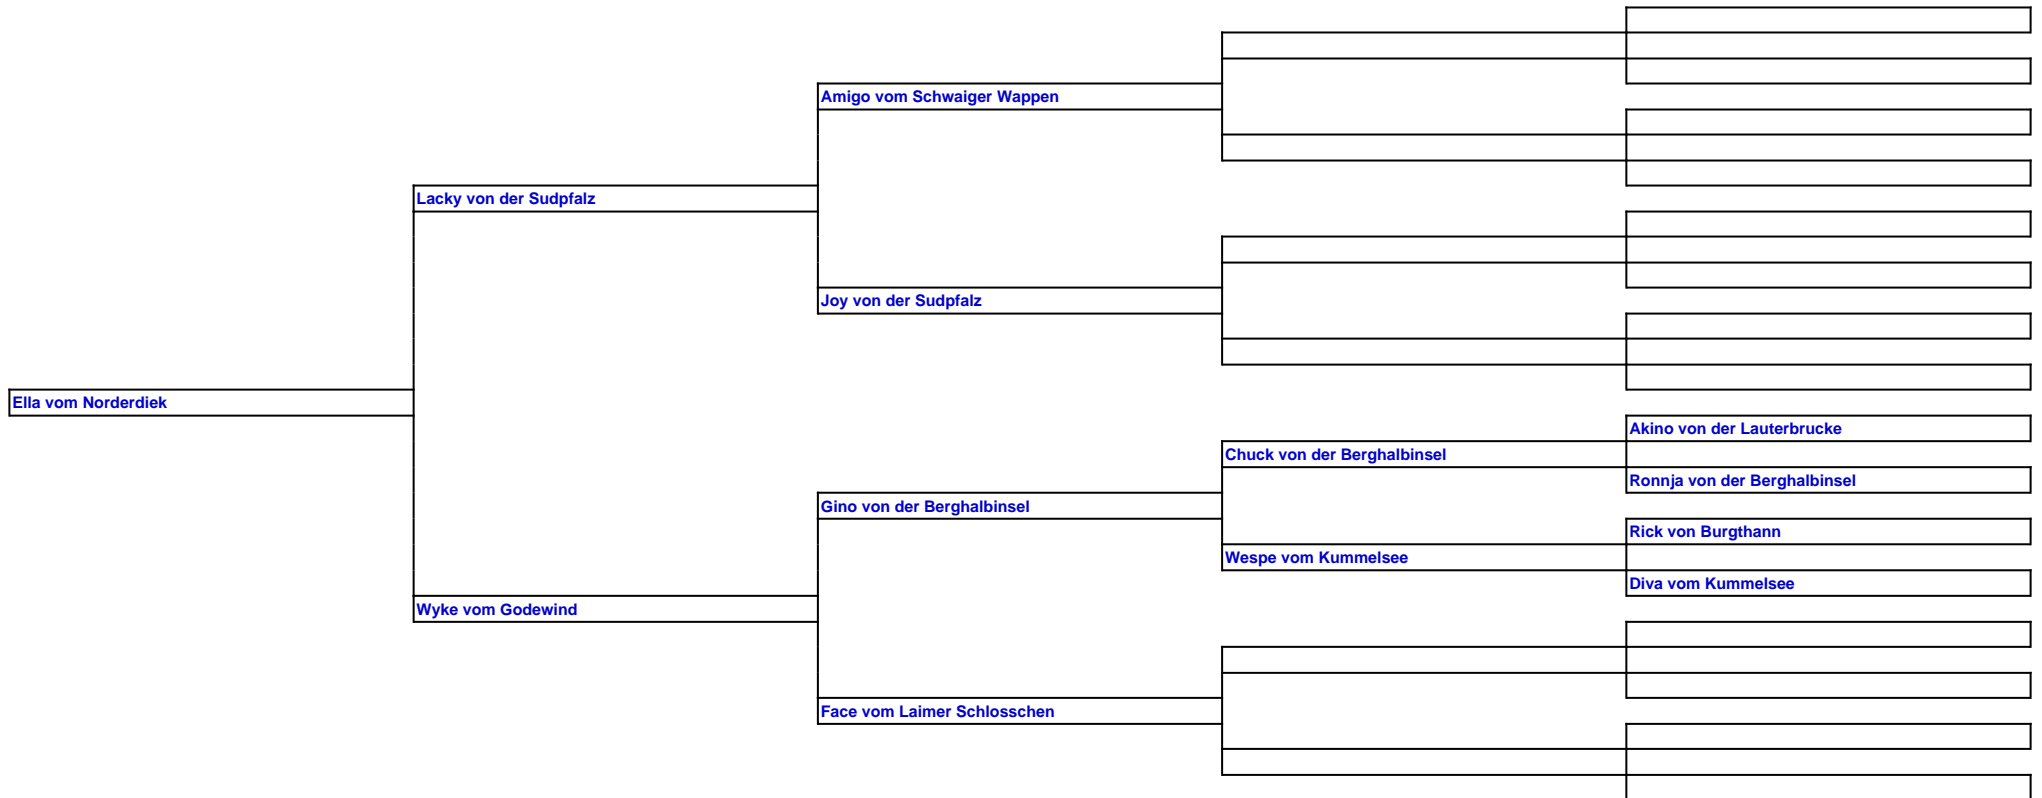 Amigo vom Schwaiger Wappen
Lacky von der Sudpfalz
Joy von der Sudpfalz
Ella vom Norderdiek
Akino von der Lauterbrucke
Chuck von der Berghalbinsel
Ronnja von der Berghalbinsel
Gino von der Berghalbinsel
Rick von Burgthann
Wespe vom Kummelsee
Diva vom Kummelsee
Wyke vom Godewind
Face vom Laimer Schlosschen